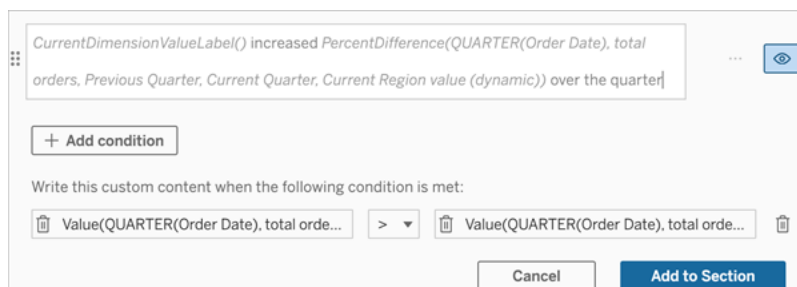 CurrentDimensionValueLabel() increased PercentDifference(QUARTER(Order Date), total
orders, Previous Quarter, Current Quarter, Current Region value (dynamic)) over the quarter
+ Add condition
Write this custom content when the following condition is met:
Value(QUARTER(Order Date), total orde... > Value(QUARTER(Order Date), total orde...
Cancel Add to Section